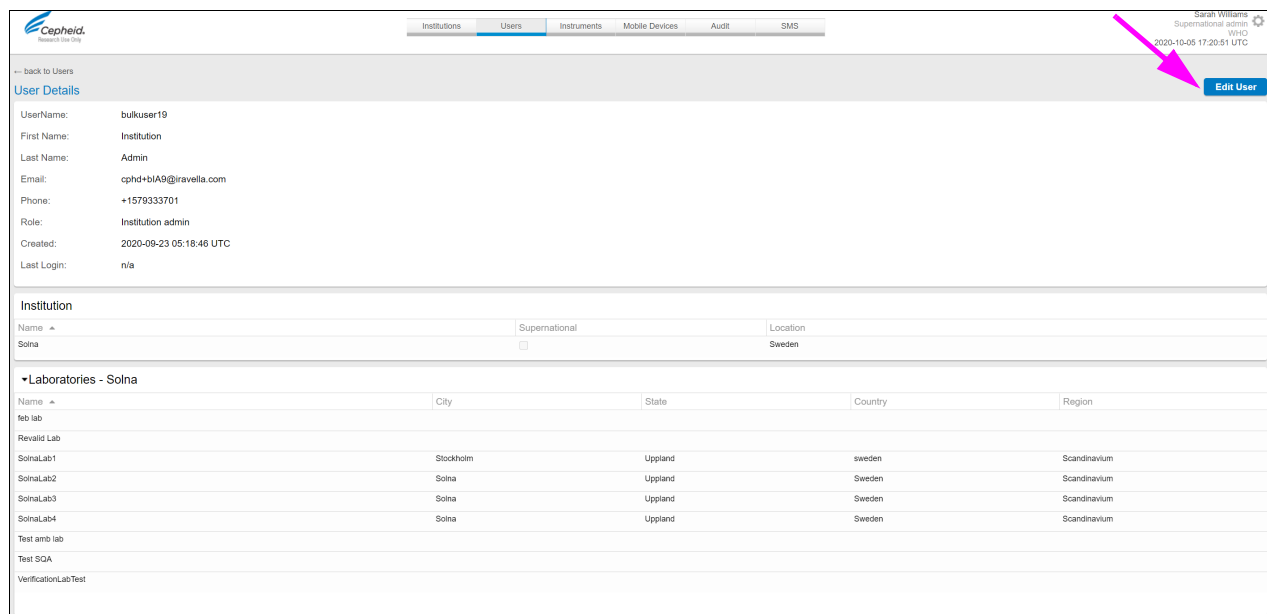 Cepheid.
Research Use Only
Institutions Users Instruments Mobile Devices Audit SMS
Sarah Williams
Supernational admin
WHO
2020-10-05 17:20:51 UTC
← back to Users
User Details
Edit User
UserName: bulkuser19
First Name: Institution
Last Name: Admin
Email: cphd+bIA9@iravella.com
Phone: +1579333701
Role: Institution admin
Created: 2020-09-23 05:18:46 UTC
Last Login: n/a
Institution
Name Supernational Location
Solna Sweden
Laboratories - Solna
Name City State Country Region
feb lab
Revalid Lab
SolnaLab1 Stockholm Uppland sweden Scandinavium
SolnaLab2 Solna Uppland Sweden Scandinavium
SolnaLab3 Solna Uppland Sweden Scandinavium
SolnaLab4 Solna Uppland Sweden Scandinavium
Test amb lab
Test SQA
VerificationLabTest